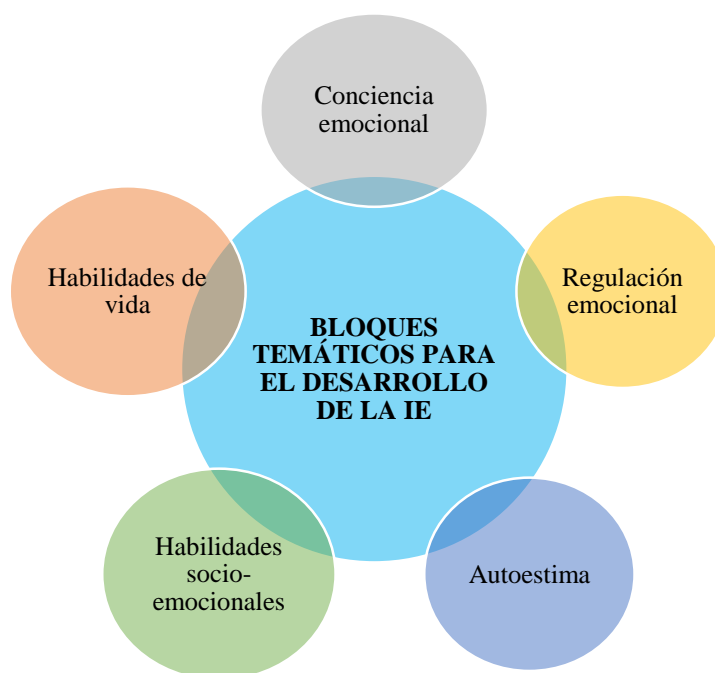 Conciencia
emocional
Habilidades de
vida
Regulación
emocional
BLOQUES
TEMÁTICOS PARA
EL DESARROLLO
DE LA IE
Habilidades
socio-
emocionales
Autoestima